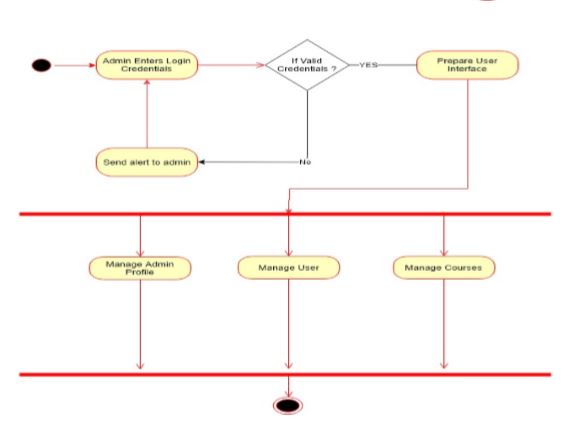 Admin Enters Login
Credentials
If Valid
Credentials ?
YES
Prepare User
Interface
Send alert to admin
No
Manage Admin
Profile
Manage User
Manage Courses